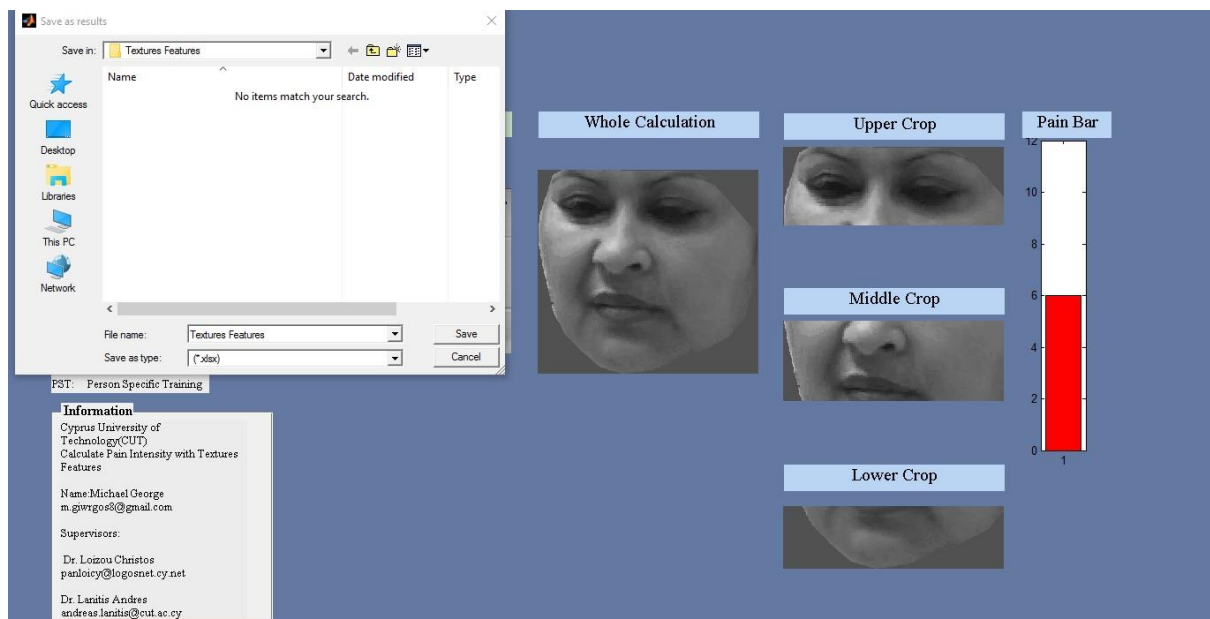 Save as results
Save in: Textures Features
Name Date modified Type
No items match your search.
Quick access
Desktop
Libraries
This PC
Network
File name: Textures Features Save
Save as type: (*.xlsx) Cancel
PST: Person Specific Training
Information
Cyprus University of
Technology(CUT)
Calculate Pain Intensity with Textures
Features
Name:Michael George
m.giwrgos8@gmail.com
Supervisors:
Dr. Loizou Christos
panloicy@logosnet.cy.net
Dr. Lanitis Andres
andreas.lanitis@cut.ac.cy
Whole Calculation
Upper Crop
Middle Crop
Lower Crop
Pain Bar
12
10
8
6
4
2
0
1